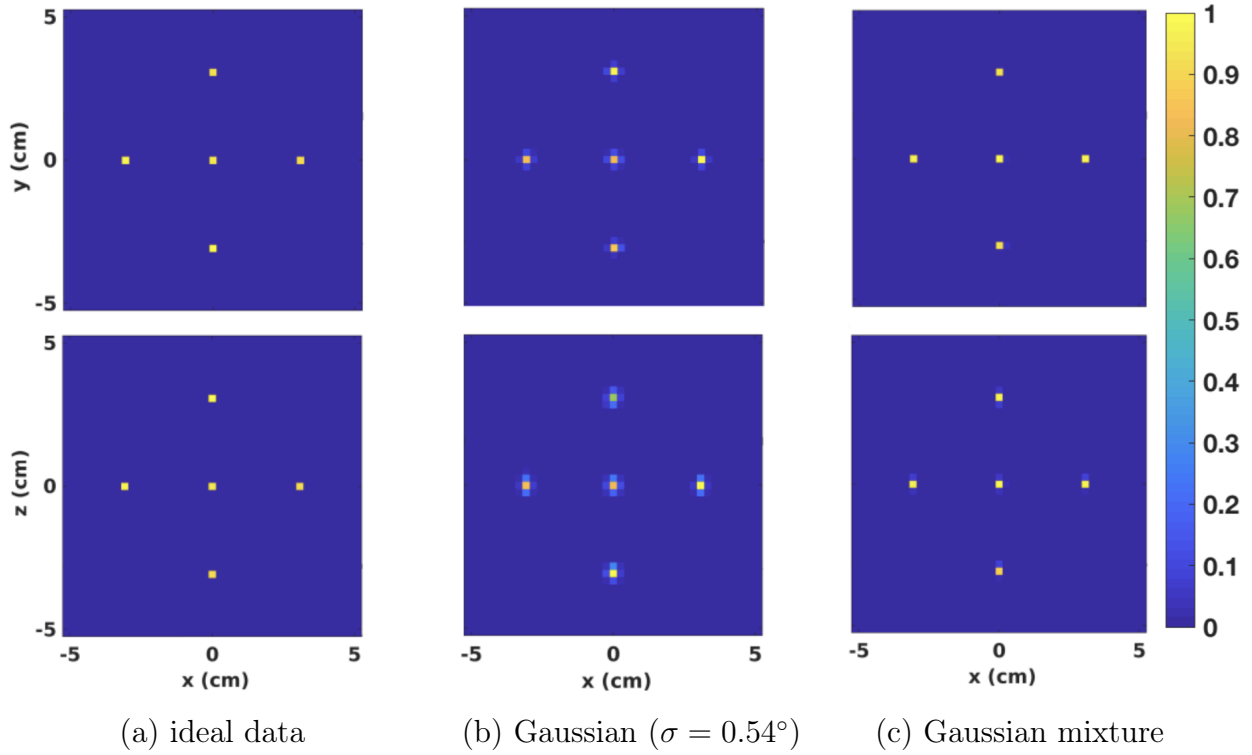 5
0
-5
y (cm)
5
0
-5
z (cm)
-5 0 5
x (cm)
-5 0 5
x (cm)
-5 0 5
x (cm)
1
0.9
0.8
0.7
0.6
0.5
0.4
0.3
0.2
0.1
0
(a) ideal data
(b) Gaussian (σ = 0.54°)
(c) Gaussian mixture